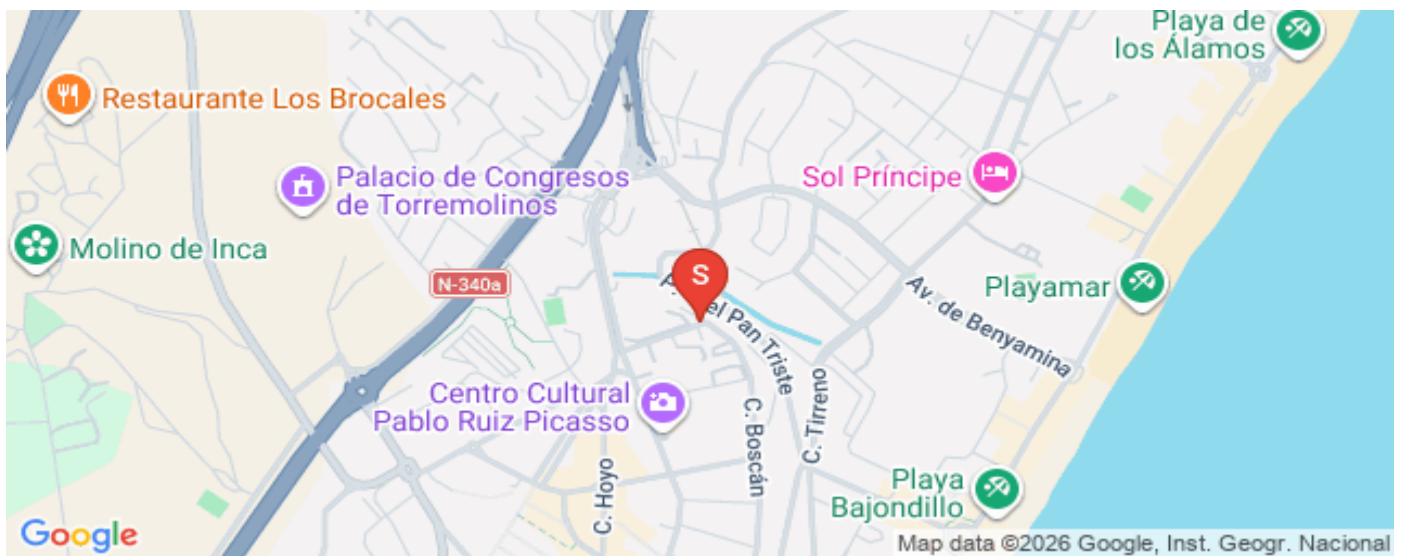 Playa de
los Álamos
Restaurante Los Brocales
Palacio de Congresos
de Torremolinos
Sol Príncipe
Molino de Inca
N-340a
S
el Pan Triste
Playamar
Av. de Benyamina
Centro Cultural
Pablo Ruiz Picasso
C. Tirreno
C. Boscán
C. Hoyo
Playa
Bajondillo
Google
Map data ©2026 Google, Inst. Geogr. Nacional